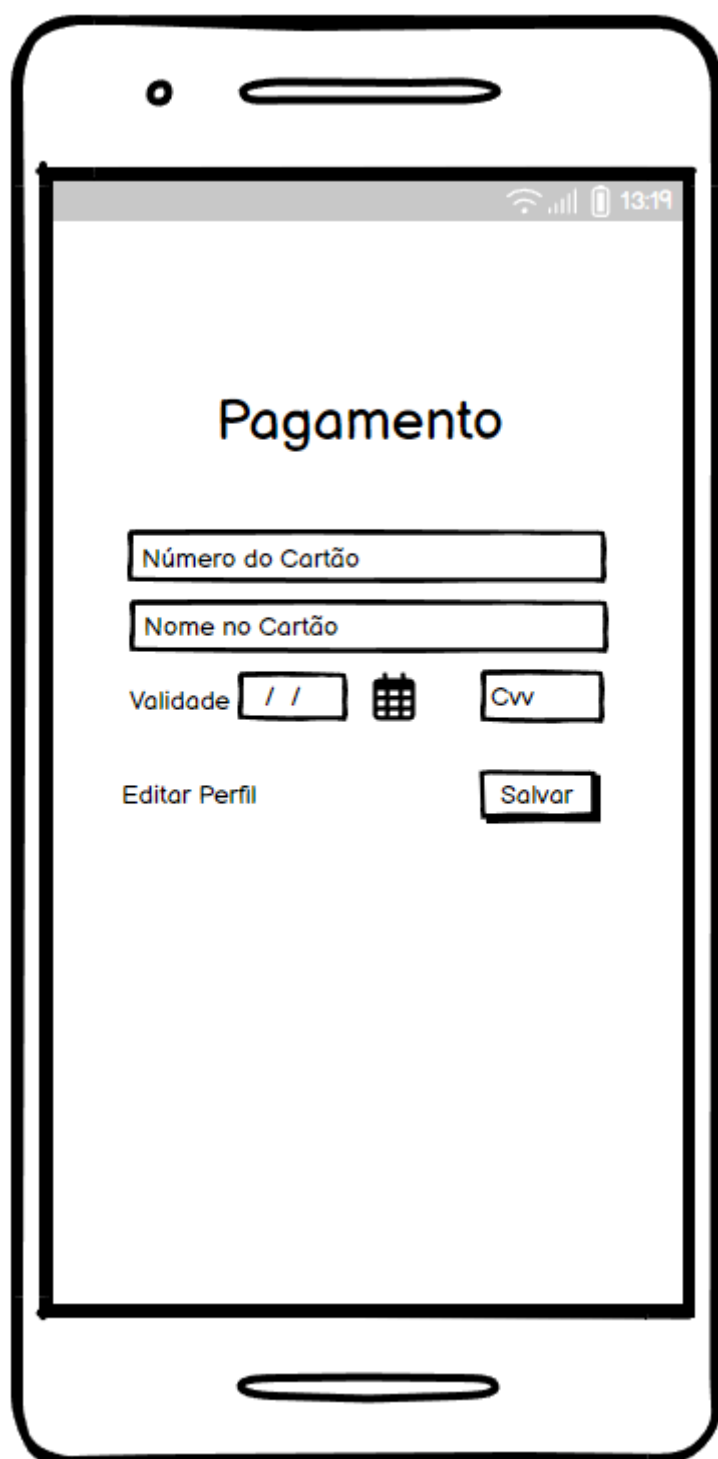 13:19
Pagamento
Número do Cartão
Nome no Cartão
Validade / / Cvv
Editar Perfil Salvar